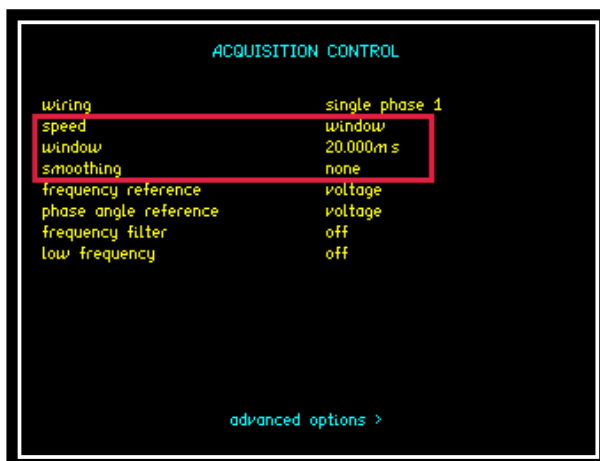 ACQUISITION CONTROL
wiring single phase 1
speed window
window 20.000ms
smoothing none
frequency reference voltage
phase angle reference voltage
frequency filter off
low frequency off
advanced options >